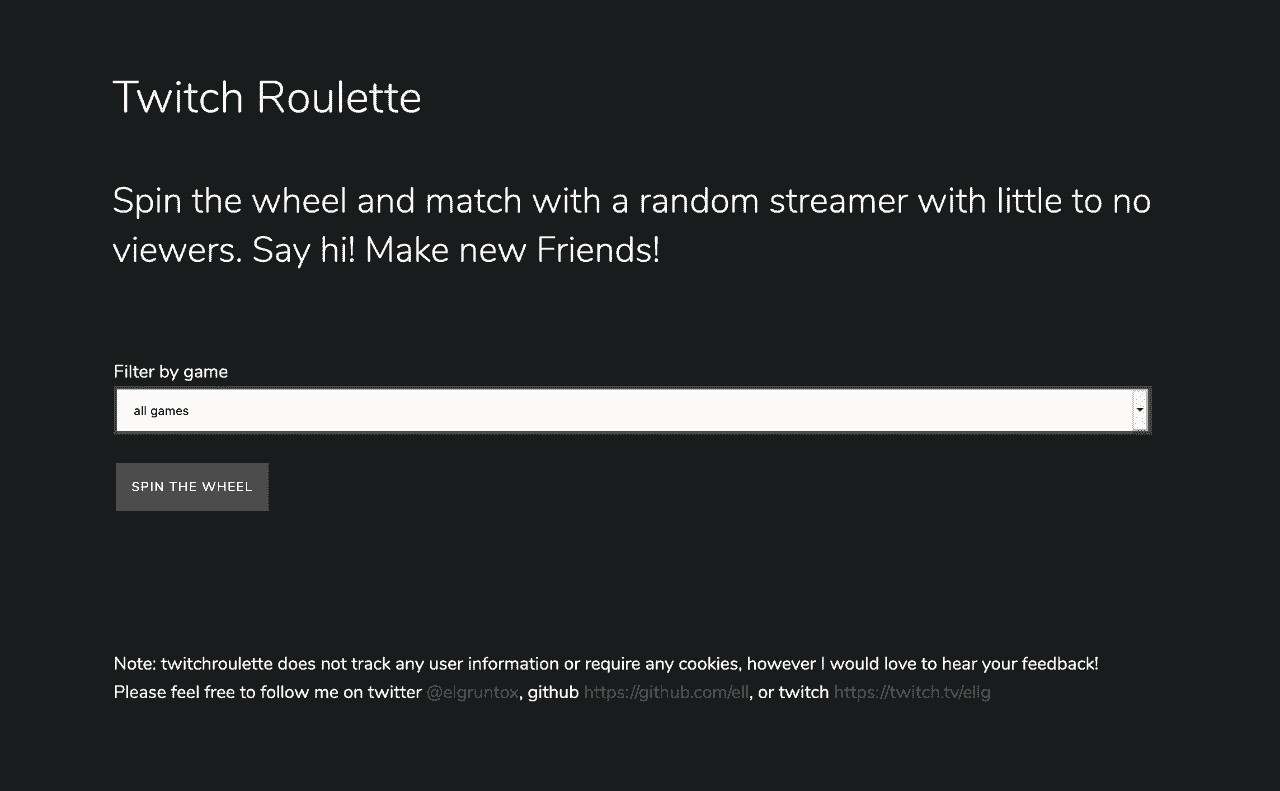 Twitch Roulette
Spin the wheel and match with a random streamer with little to no
viewers. Say hi! Make new Friends!
Filter by game
all games
SPIN THE WHEEL
Note: twitchroulette does not track any user information or require any cookies, however I would love to hear your feedback!
Please feel free to follow me on twitter @elgruntox, github https://github.com/ell, or twitch https://twitch.tv/ellg